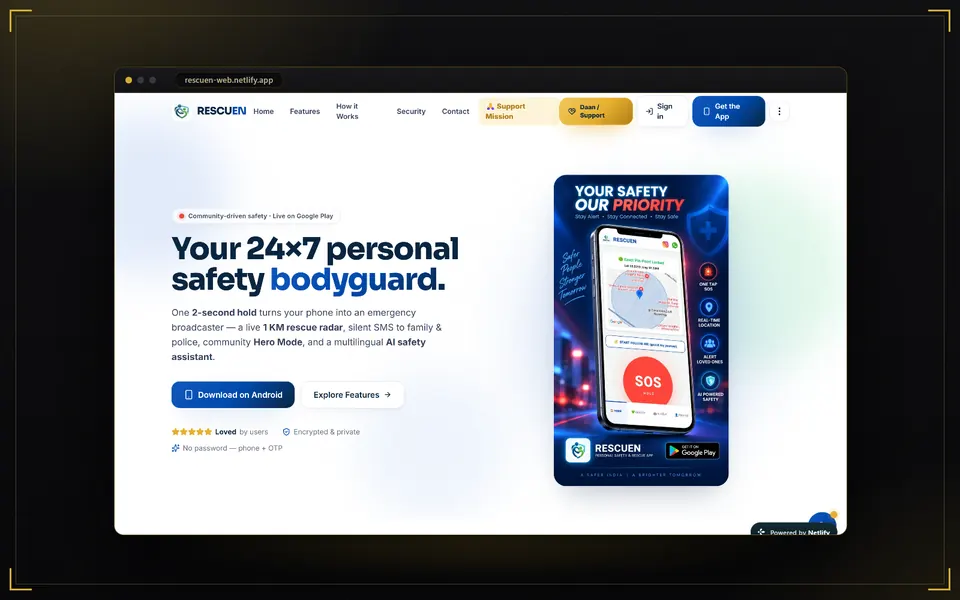 rescuen-web.netlify.app
RESCUEN
Home
Features
How it
Works
Security
Contact
🙏 Support
Mission
Daan /
Support
Sign
in
Get the
App
Community-driven safety · Live on Google Play
Your 24×7 personal
safety bodyguard.
One 2-second hold turns your phone into an emergency
broadcaster — a live 1 KM rescue radar, silent SMS to family &
police, community Hero Mode, and a multilingual AI safety
assistant.
Download on Android
Explore Features →
★★★★★ Loved by users
Encrypted & private
No password — phone + OTP
YOUR SAFETY
OUR PRIORITY
Stay Alert • Stay Connected • Stay Safe
Safer
People
Stronger
Tomorrow
RESCUEN
SOS
HOLD
Google
ONE TAP
SOS
REAL-TIME
LOCATION
ALERT
LOVED ONES
AI POWERED
SAFETY
RESCUEN
PERSONAL SAFETY & RESCUE APP
GET IT ON
Google Play
A SAFER INDIA | A BRIGHTER TOMORROW
Powered by Netlify